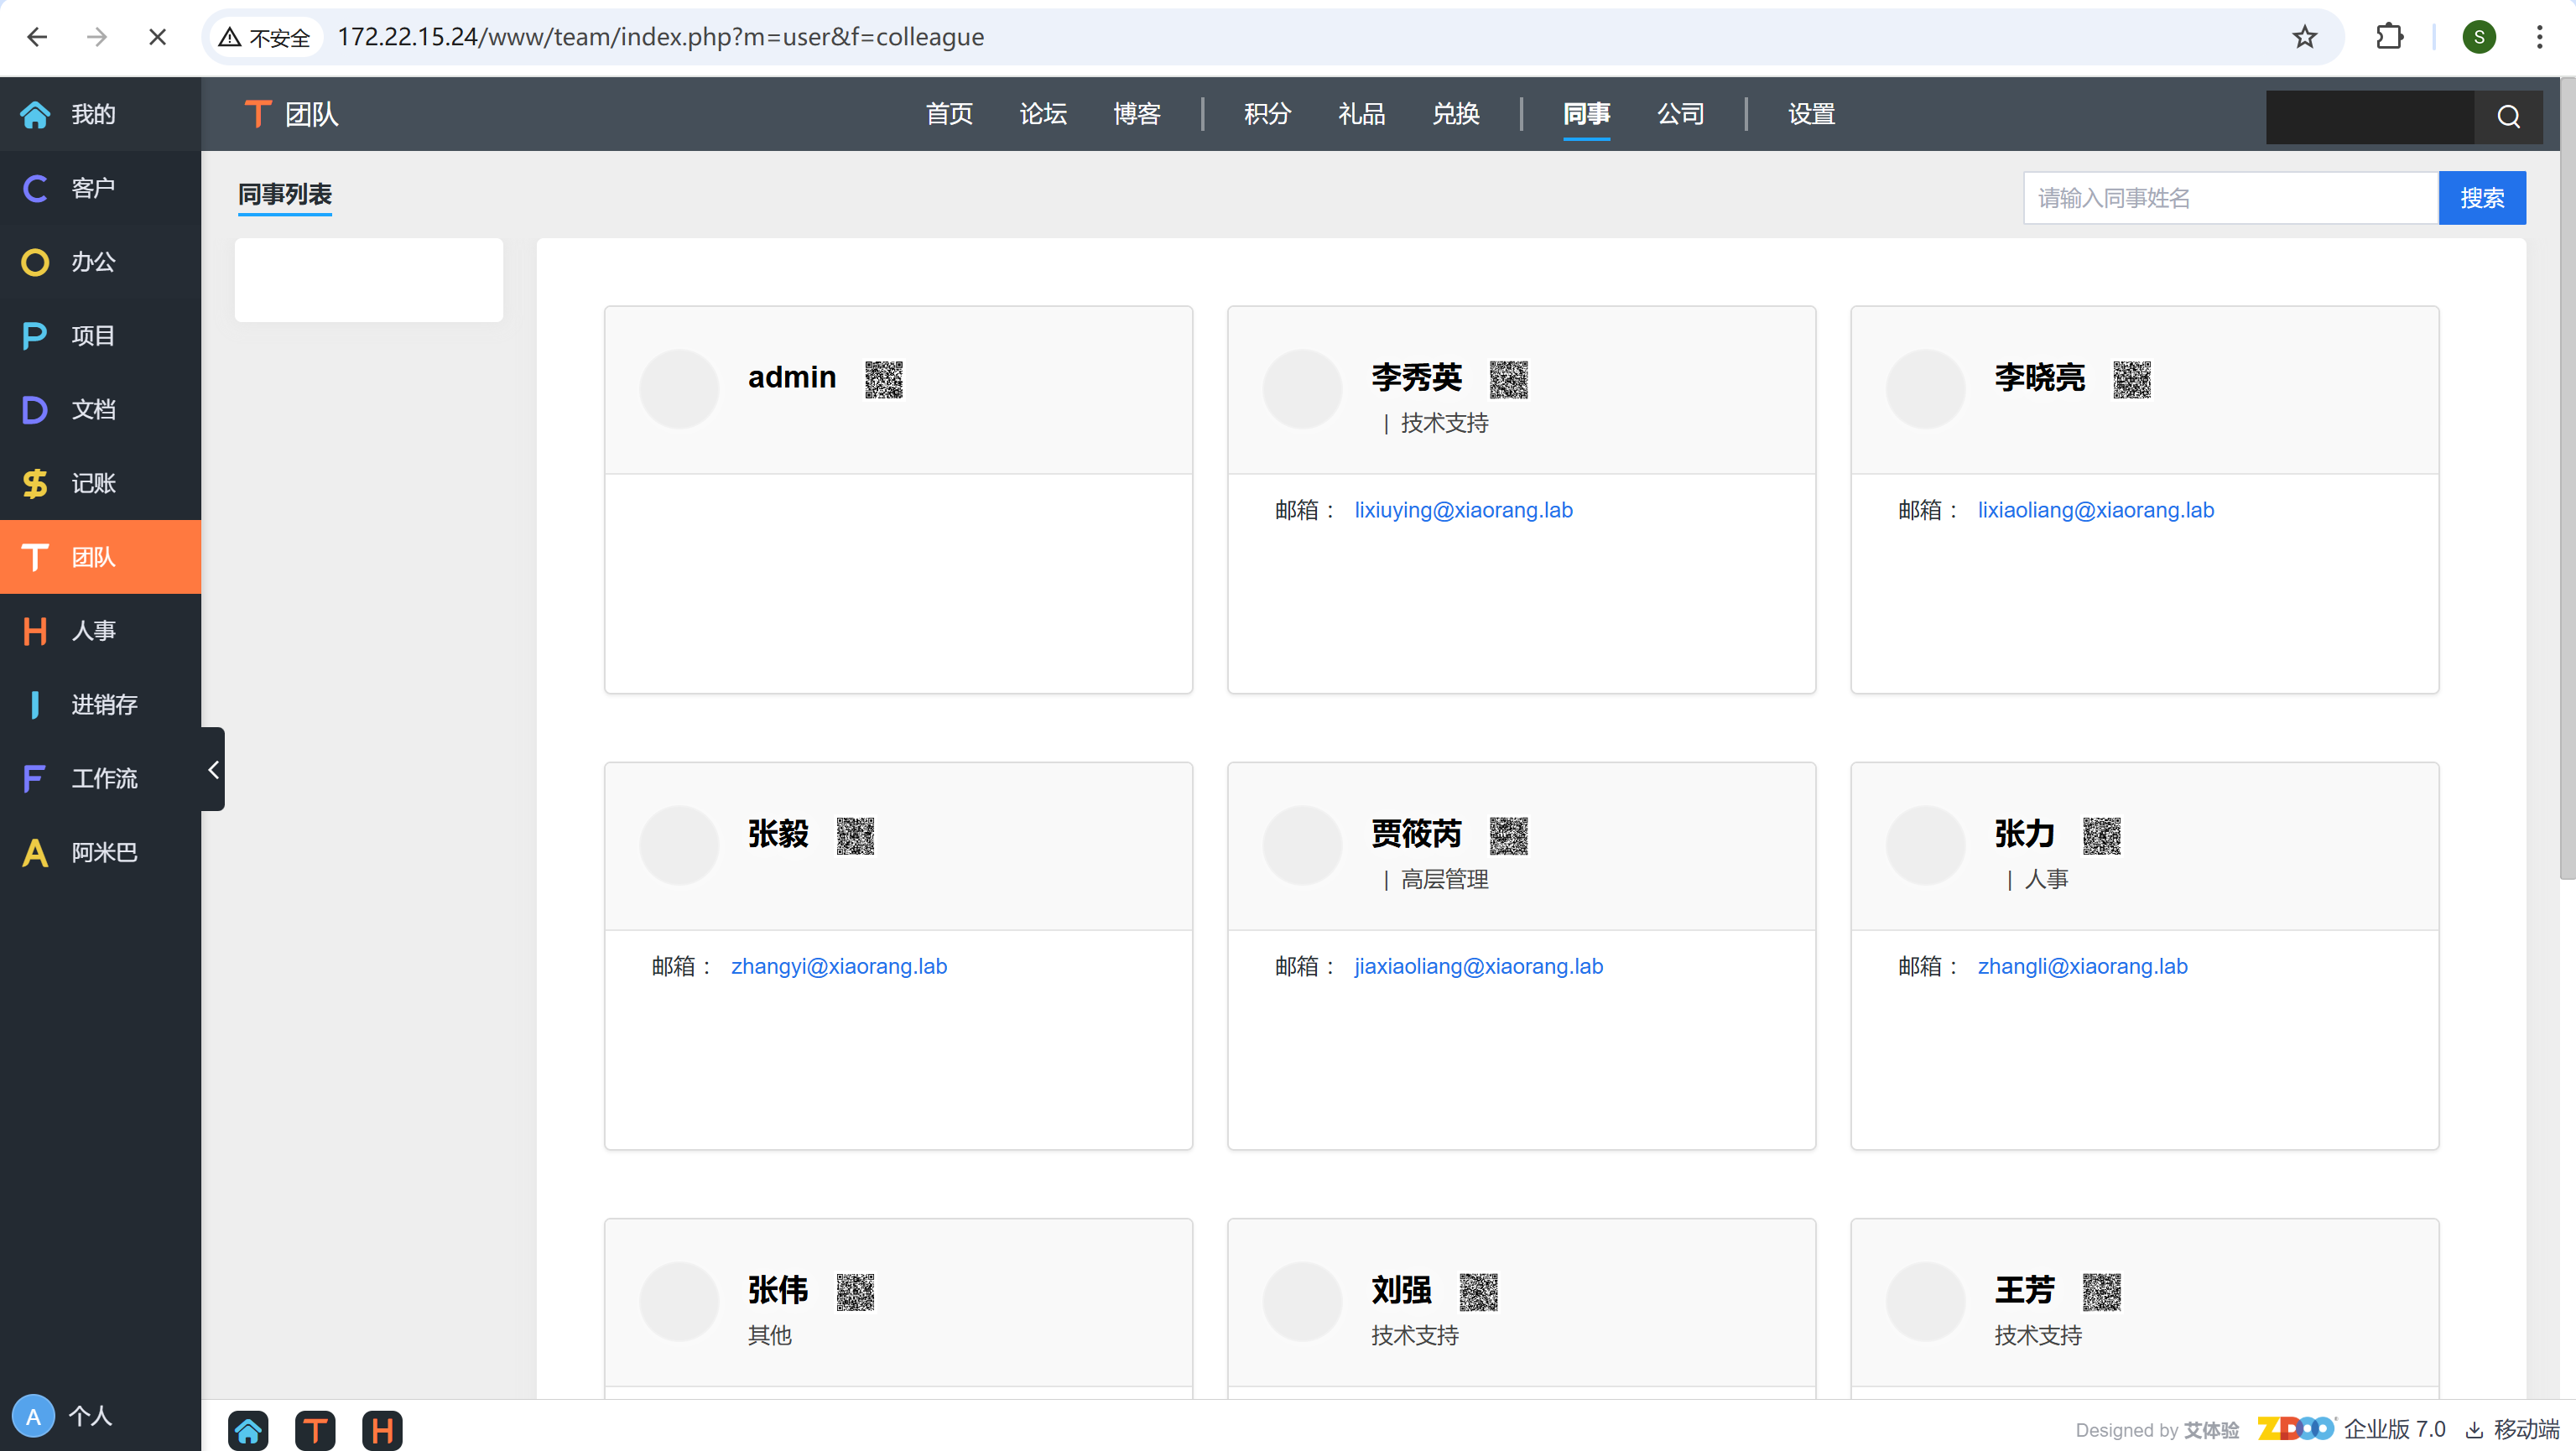 不安全 172.22.15.24/www/team/index.php?m=user&f=colleague S
我的
T 团队 首页 论坛 博客 积分 礼品 兑换 同事 公司 设置
C 客户
O 办公
P 项目
D 文档
$ 记账
T 团队
H 人事
I 进销存
F 工作流
A 阿米巴
A 个人
同事列表 请输入同事姓名 搜索
admin 李秀英 李晓亮
| 技术支持
邮箱： lixiuying@xiaorang.lab 邮箱： lixiaoliang@xiaorang.lab
张毅 贾筱芮 张力
| 高层管理 | 人事
邮箱： zhangyi@xiaorang.lab 邮箱： jiaxiaoliang@xiaorang.lab 邮箱： zhangli@xiaorang.lab
张伟 刘强 王芳
其他 技术支持 技术支持
T H Designed by 艾体验 ZDOO 企业版 7.0 移动端